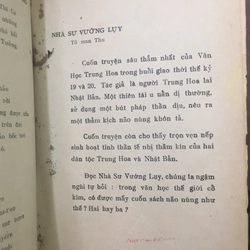 NHÀ SƯ VƯỚNG LỤY
Tô man Thù
Cuốn truyện sầu thảm nhất của Văn
Học Trung Hoa trong buổi giao thời thế kỷ
19 và 20. Tác giả là người Trung Hoa lai
Nhật Bản. Một thiên tài u uẩn dị thường,
sử dụng một bút pháp thần diệu, nêu ra
một thảm kịch não nùng khôn tả.
Cuốn truyện còn cho thấy trọn vẹn nếp
sinh hoạt tinh thần tế nhị thầm kín của hai
dân tộc Trung Hoa và Nhật Bản.
Đọc Nhà Sư Vướng Lụy, chúng ta ngâm
ngùi tự hỏi : trong văn học thế giới cổ
kim, có được mấy cuốn sách não nùng như
thế ? Hai hay ba ?